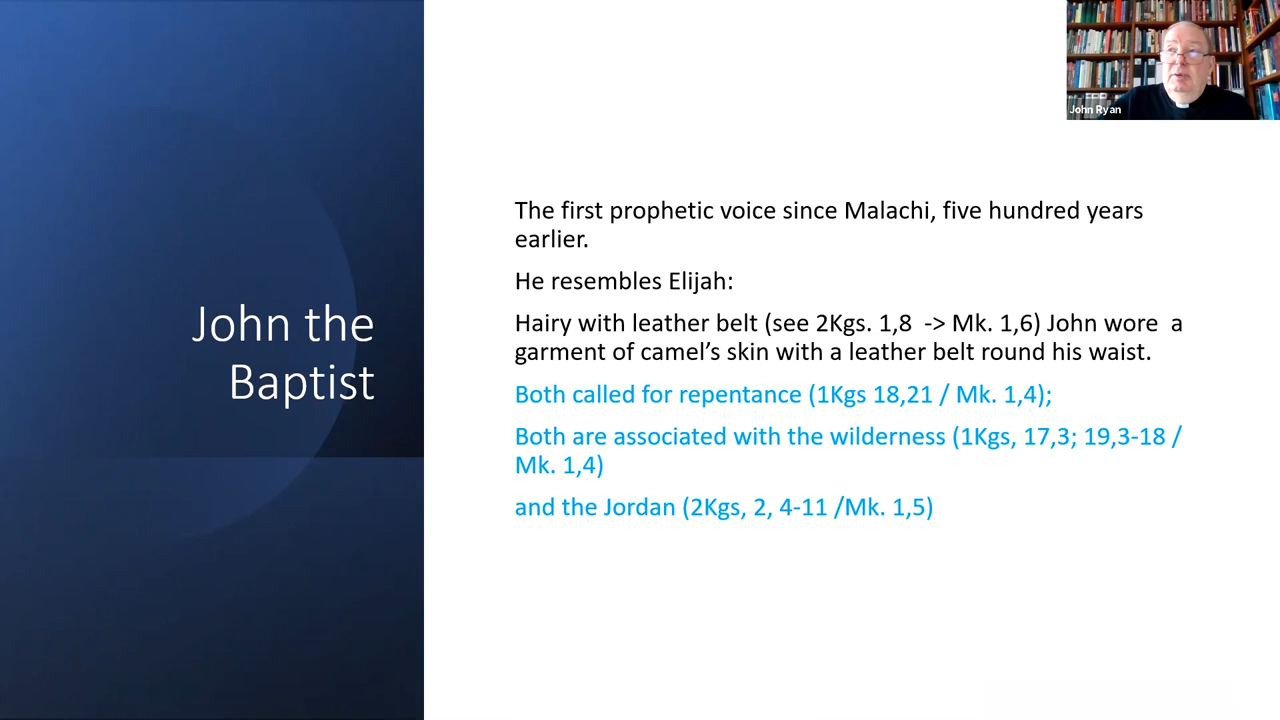 John the
Baptist
The first prophetic voice since Malachi, five hundred years
earlier.
He resembles Elijah:
Hairy with leather belt (see 2Kgs. 1,8  -> Mk. 1,6) John wore  a
garment of camel’s skin with a leather belt round his waist.
Both called for repentance (1Kgs 18,21 / Mk. 1,4);
Both are associated with the wilderness (1Kgs, 17,3; 19,3-18 /
Mk. 1,4)
and the Jordan (2Kgs, 2, 4-11 /Mk. 1,5)
John Ryan